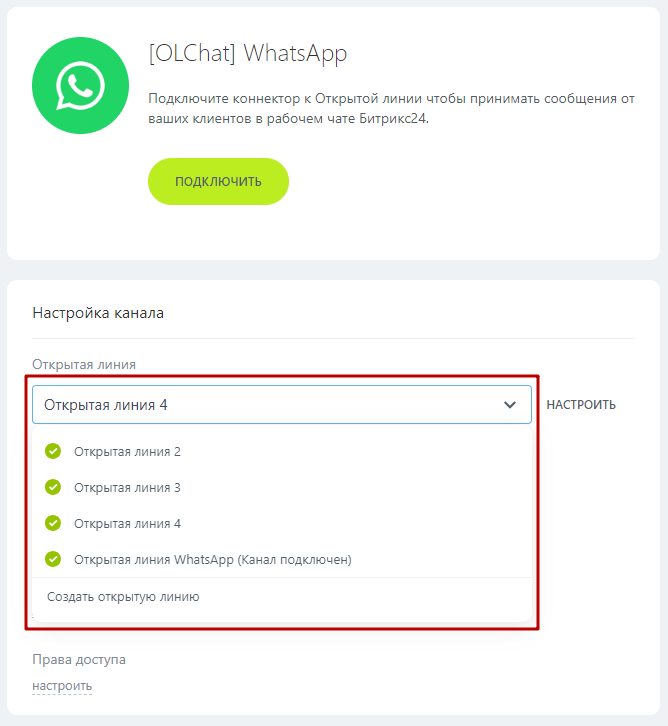 [OLChat] WhatsApp
Подключите коннектор к Открытой линии чтобы принимать сообщения от
ваших клиентов в рабочем чате Битрикс24.
ПОДКЛЮЧИТЬ
Настройка канала
Открытая линия
Открытая линия 4
НАСТРОИТЬ
Открытая линия 2
Открытая линия 3
Открытая линия 4
Открытая линия WhatsApp (Канал подключен)
Создать открытую линию
Права доступа
настроить